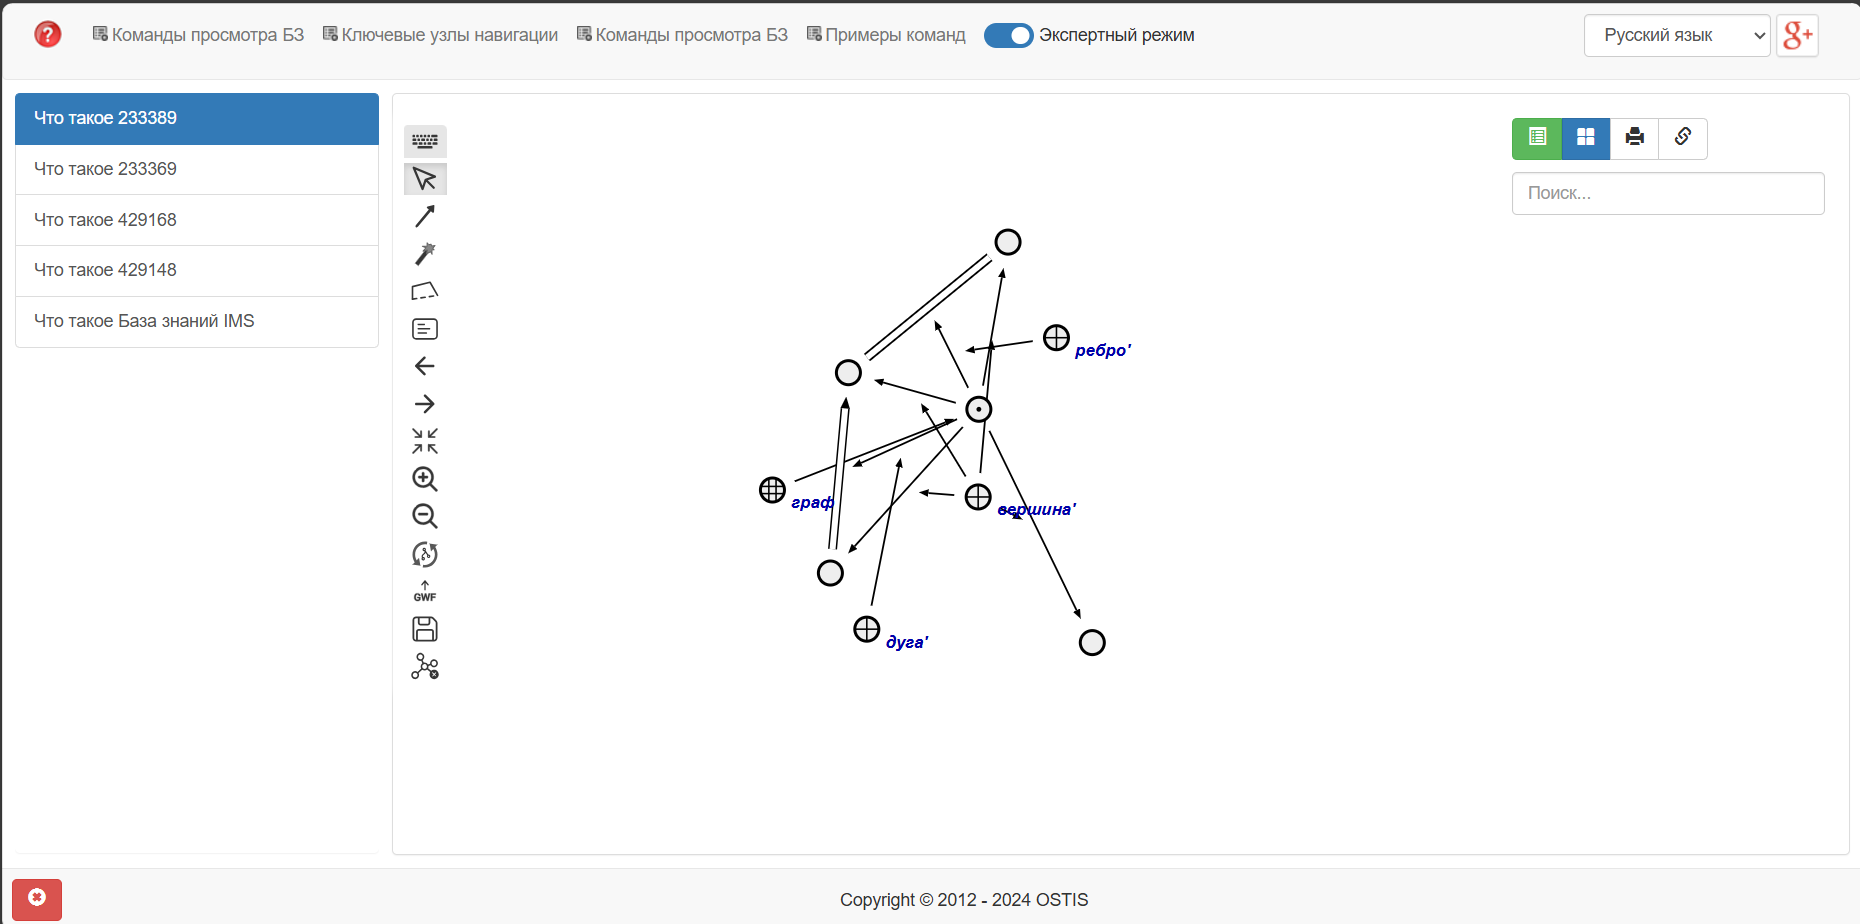 Команды просмотра БЗ Ключевые узлы навигации Команды просмотра БЗ Примеры команд Экспертный режим Русский язык g+
Что такое 233389
Что такое 233369
Что такое 429168
Что такое 429148
Что такое База знаний IMS
Поиск...
ребро'
граф
вершина'
GWF
дуга'
Copyright © 2012 - 2024 OSTIS